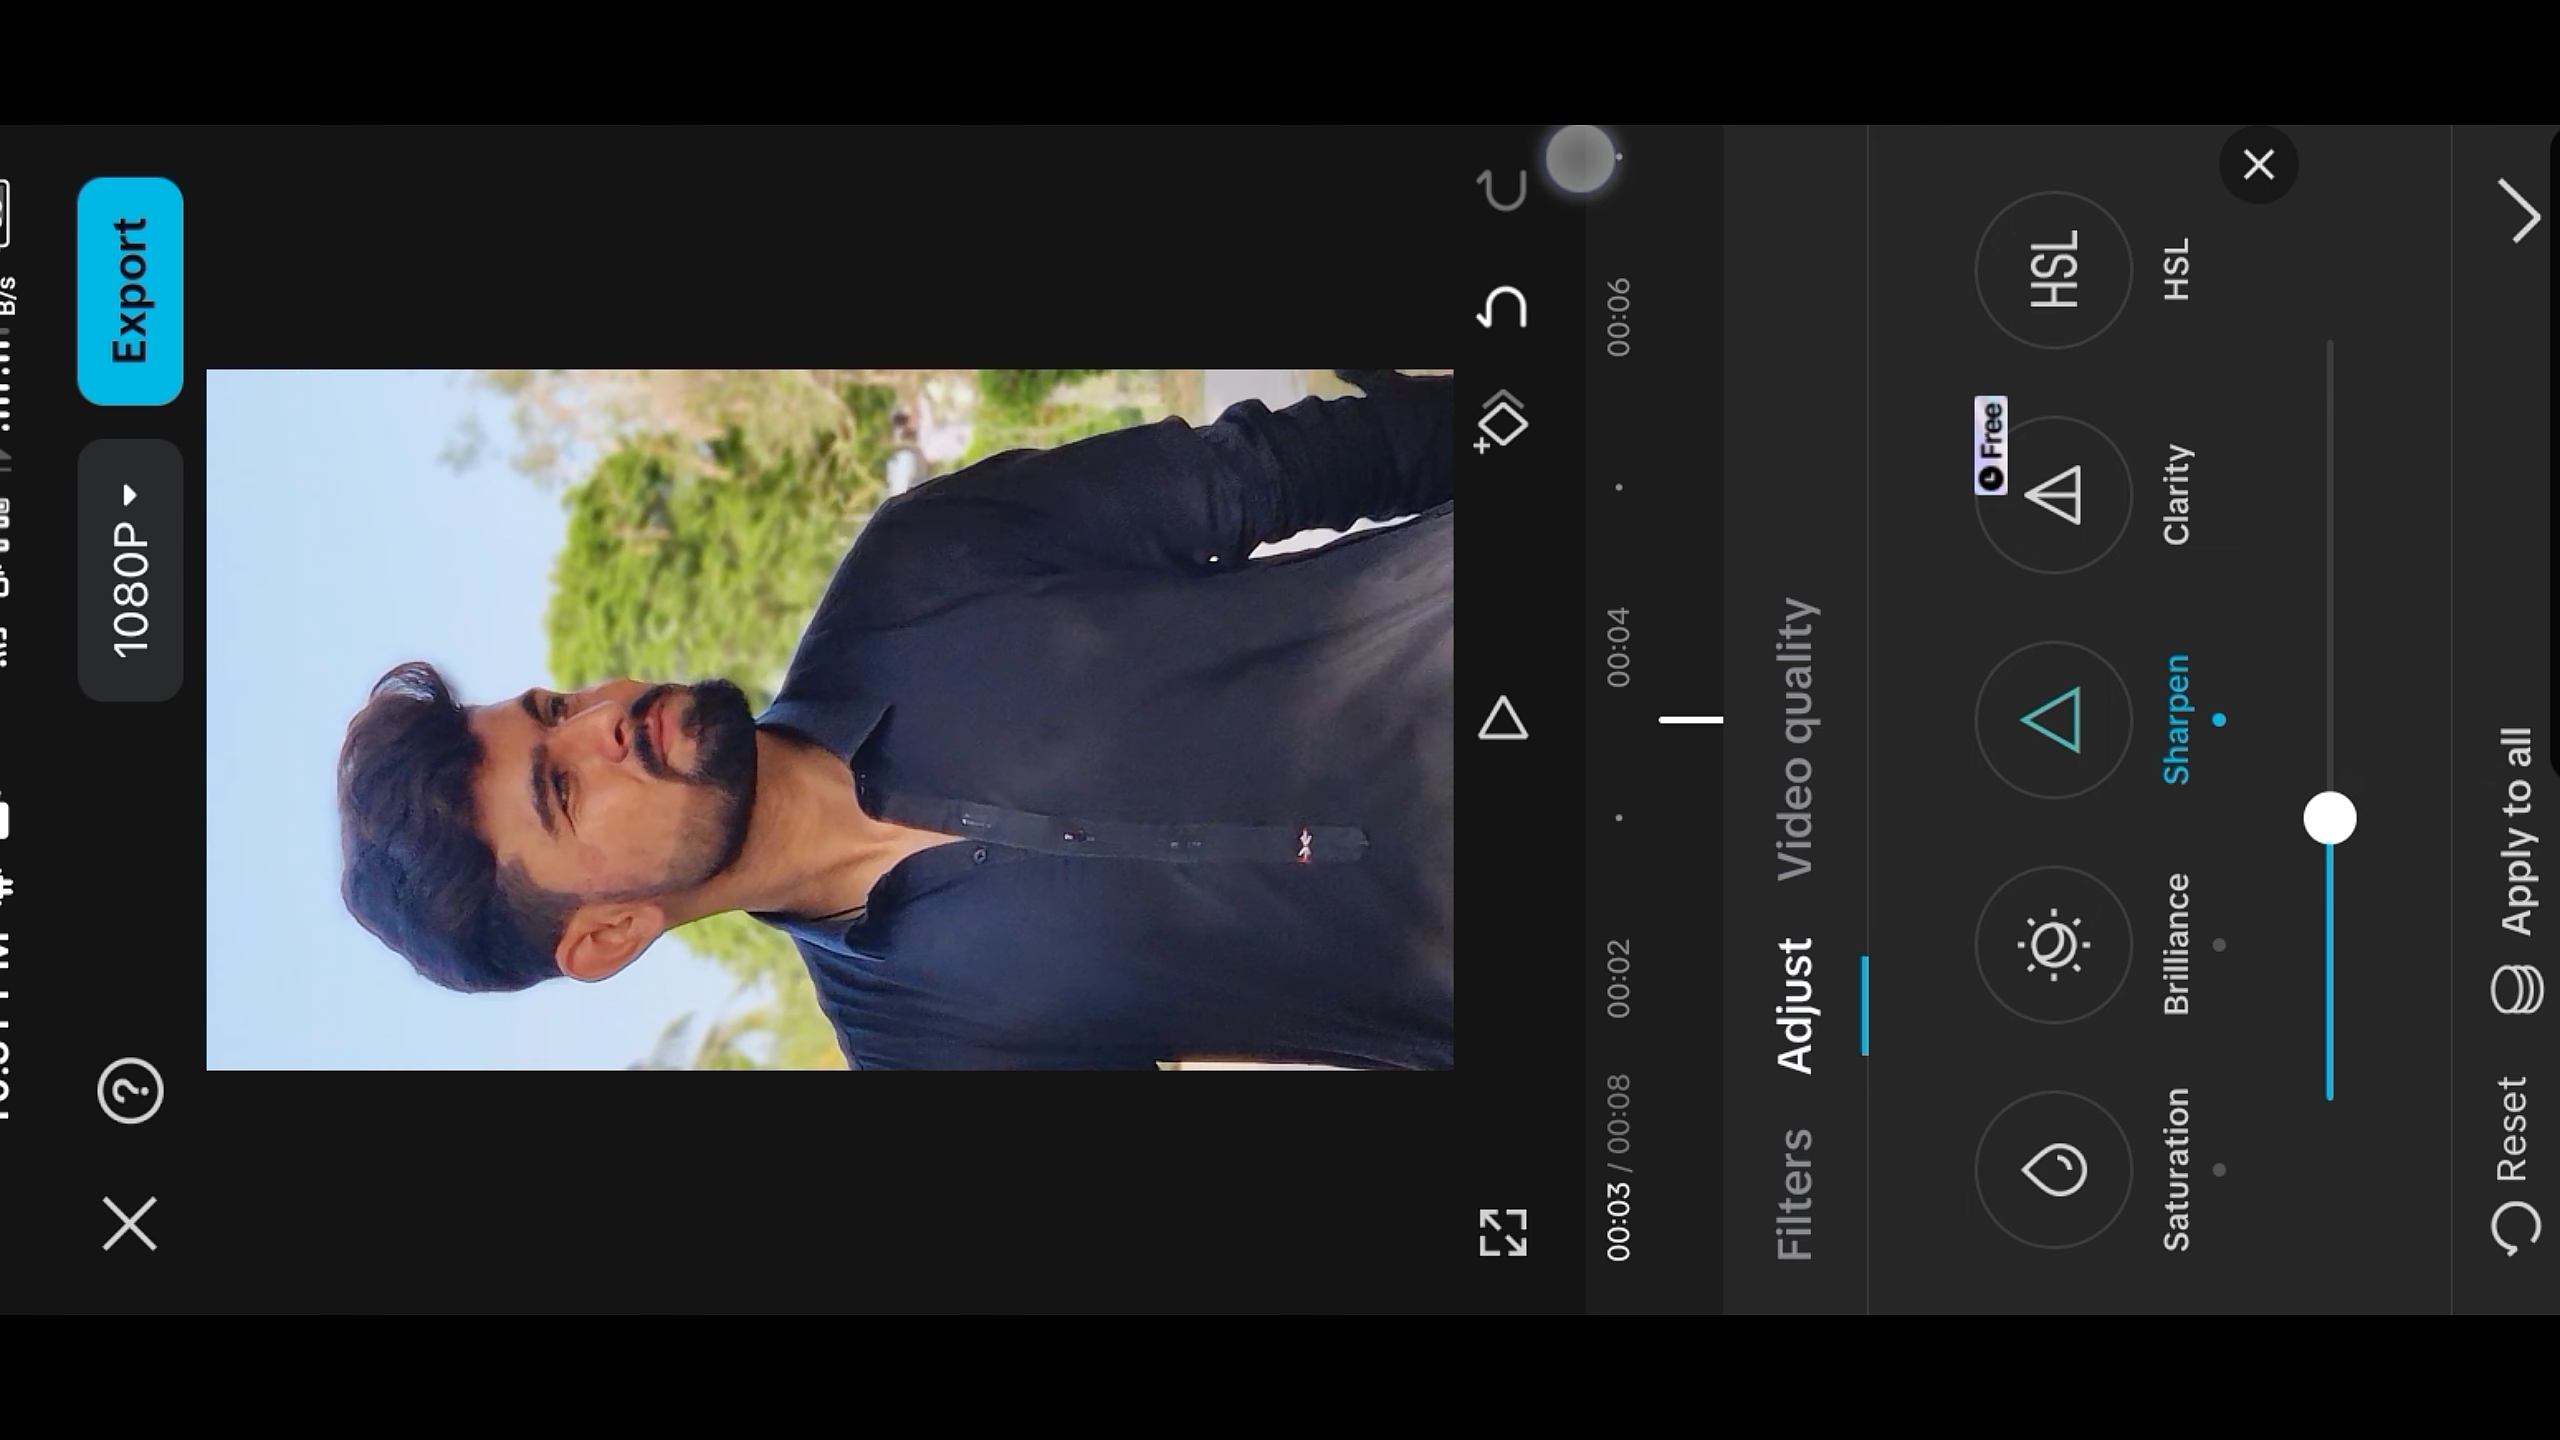 B/s
1080P
Export
00:03 / 00:08
00:02
00:04
00:06
Filters
Adjust
Video quality
Free
HSL
Saturation
Brilliance
Sharpen
Clarity
HSL
Reset
Apply to all